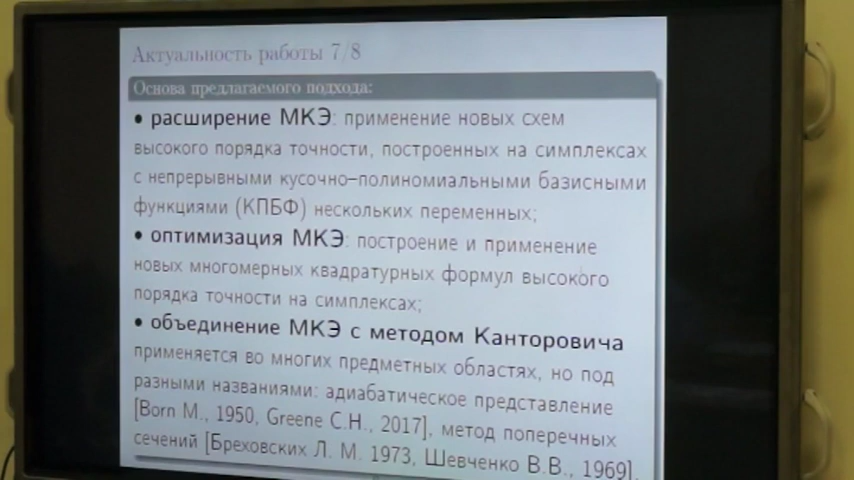 Актуальность работы 7/8
Основа предлагаемого подхода:
• расширение МКЭ: применение новых схем
высокого порядка точности, построенных на симплексах
с непрерывными кусочно–полиномиальными базисными
функциями (КПБФ) нескольких переменных;
• оптимизация МКЭ: построение и применение
новых многомерных квадратурных формул высокого
порядка точности на симплексах;
• объединение МКЭ с методом Канторовича
применяется во многих предметных областях, но под
разными названиями: адиабатическое представление
[Born M., 1950, Greene C.H., 2017], метод поперечных
сечений [Бреховских Л. М. 1973, Шевченко В.В., 1969],